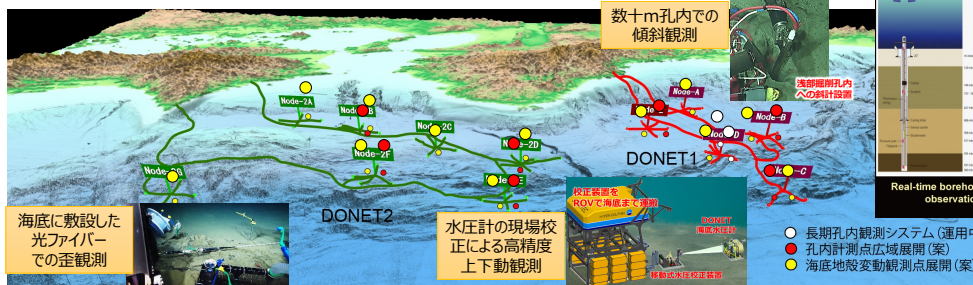 数十m孔内での
傾斜観測
浅部掘削孔内
への斜計設置
Node-2A
Node-2C
Node-2D
Node-2F
Node-A
Node-B
Node-C
DONET1
DONET2
海底に敷設した
光ファイバー
での歪観測
水圧計の現場校
正による高精度
上下動観測
校正装置を
ROVで海底まで運搬
DONET
海底水圧計
移動式水圧校正装置
Real-time boreho
observatio
長期孔内観測システム(運用中
孔内計測点広域展開(案)
海底地殻変動観測点展開(案